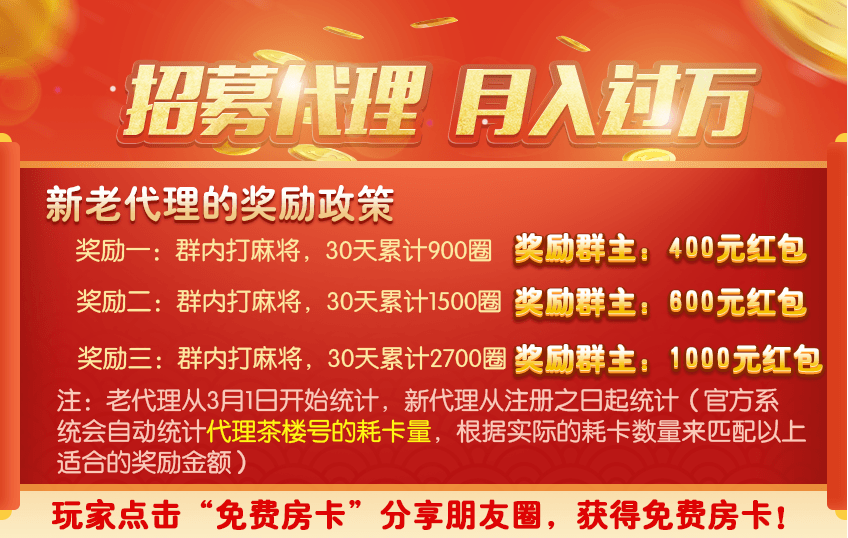 招募代理 月入过万
新老代理的奖励政策
奖励一：群内打麻将，30天累计900圈 奖励群主：400元红包
奖励二：群内打麻将，30天累计1500圈 奖励群主：600元红包
奖励三：群内打麻将，30天累计2700圈 奖励群主：1000元红包
注：老代理从3月1日开始统计，新代理从注册之日起统计（官方系
统会自动统计代理茶楼号的耗卡量，根据实际的耗卡数量来匹配以上
适合的奖励金额）
玩家点击“免费房卡”分享朋友圈，获得免费房卡！